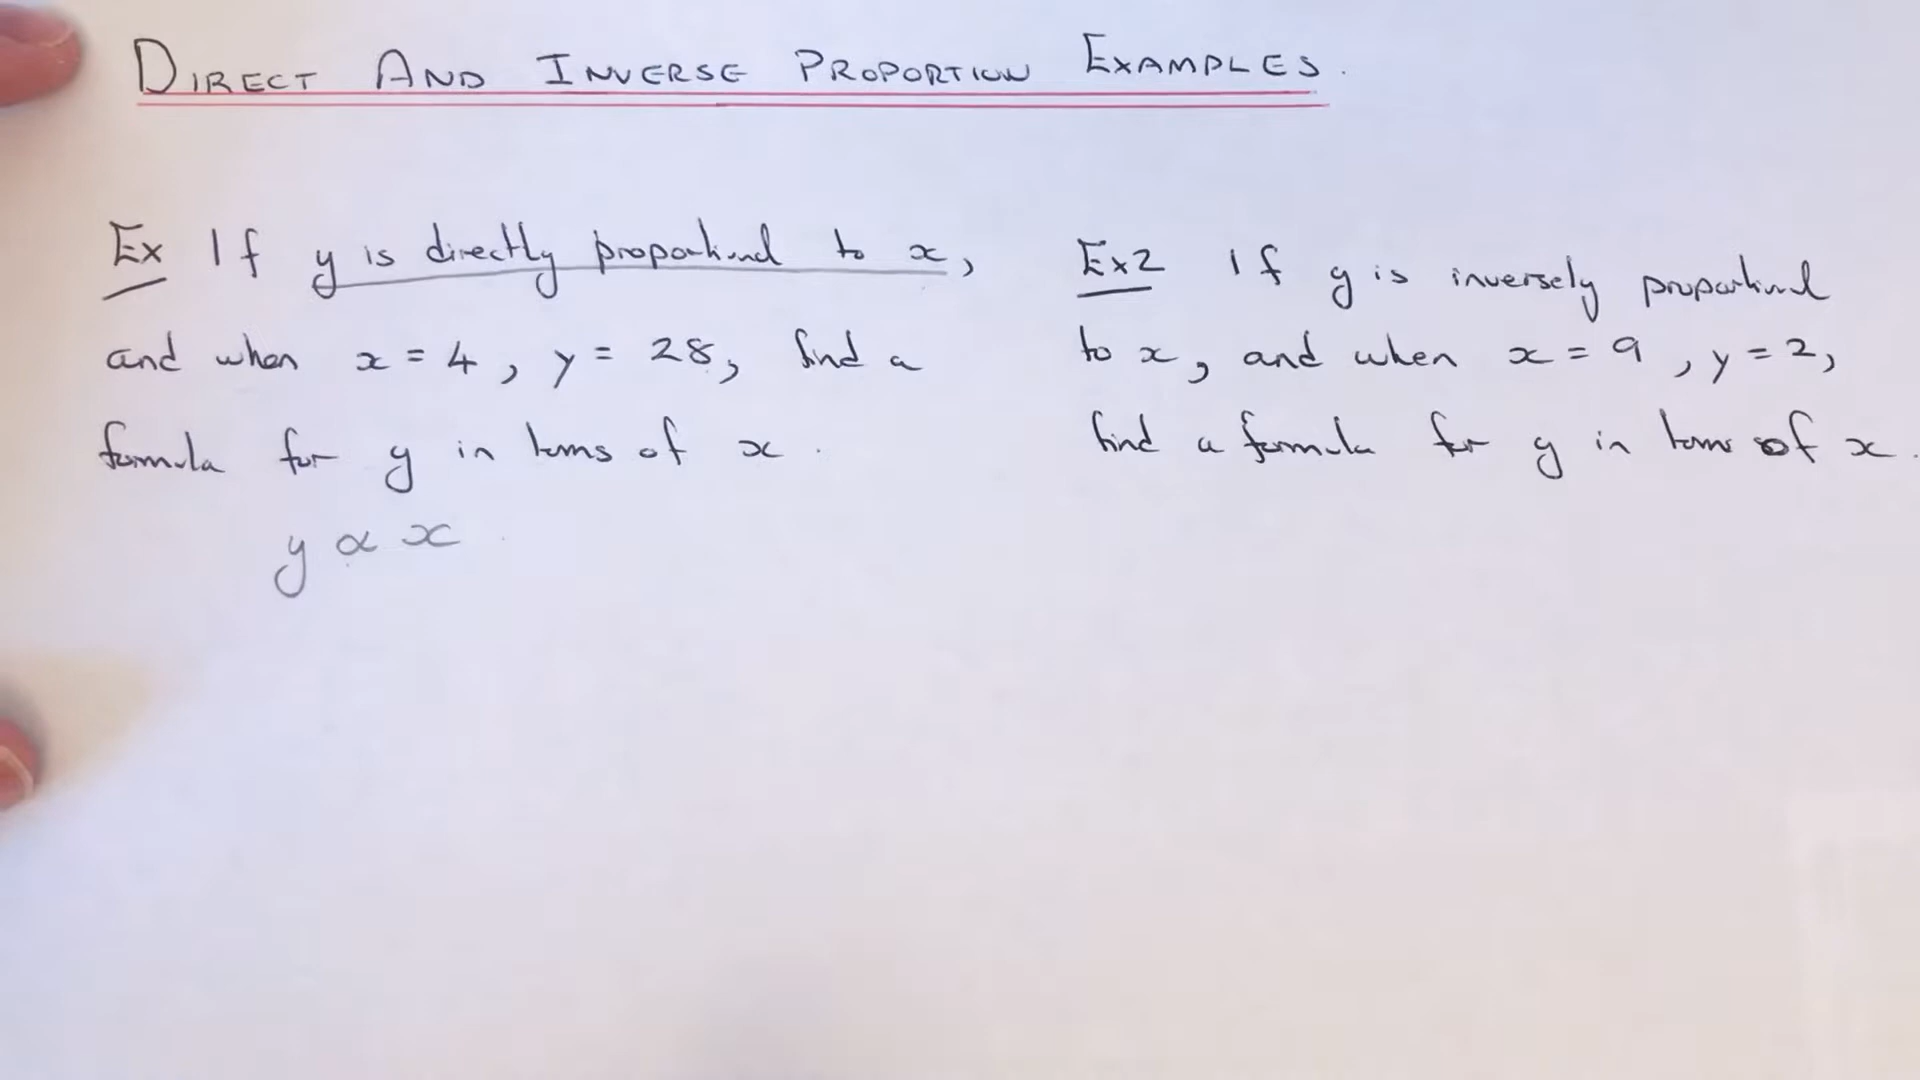 DIRECT AND INVERSE PROPORTION EXAMPLES.
Ex If y is directly proportional to x,
and when x = 4, y = 28, find a
formula for y in terms of x.
y ∝ x
Ex2 If y is inversely proportional
to x, and when x = 9, y = 2,
find a formula for y in terms of x.